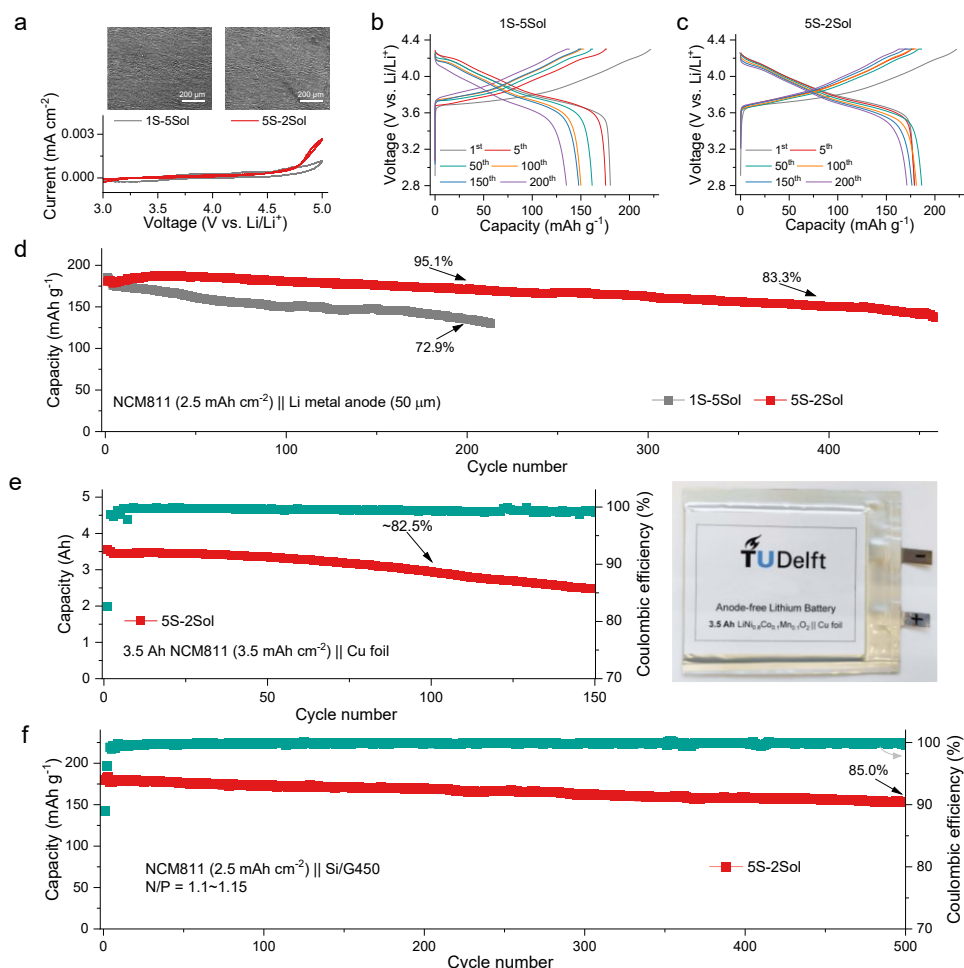 a
200 µm
200 µm
1S-5Sol
5S-2Sol
Current (mA cm⁻²)
0.003
0.000
3.0
3.5
4.0
4.5
5.0
Voltage (V vs. Li/Li⁺)
b
1S-5Sol
Voltage (V vs. Li/Li⁺)
4.4
4.0
3.6
3.2
2.8
1ˢᵗ
5ᵗʰ
50ᵗʰ
100ᵗʰ
150ᵗʰ
200ᵗʰ
0
50
100
150
200
Capacity (mAh g⁻¹)
c
5S-2Sol
Voltage (V vs. Li/Li⁺)
4.4
4.0
3.6
3.2
2.8
1ˢᵗ
5ᵗʰ
50ᵗʰ
100ᵗʰ
150ᵗʰ
200ᵗʰ
0
50
100
150
200
Capacity (mAh g⁻¹)
d
Capacity (mAh g⁻¹)
200
150
100
50
0
95.1%
83.3%
72.9%
NCM811 (2.5 mAh cm⁻²) || Li metal anode (50 µm)
1S-5Sol
5S-2Sol
0
100
200
300
400
Cycle number
e
Capacity (Ah)
5
4
3
2
1
0
~82.5%
5S-2Sol
3.5 Ah NCM811 (3.5 mAh cm⁻²) || Cu foil
100
90
80
70
Coulombic efficiency (%)
0
50
100
150
Cycle number
TUDelft
Anode-free Lithium Battery
3.5 Ah LiNi₀.₈Co₀.₁Mn₀.₁O₂ || Cu foil
−
+
f
Capacity (mAh g⁻¹)
200
150
100
50
0
85.0%
NCM811 (2.5 mAh cm⁻²) || Si/G450
N/P = 1.1~1.15
5S-2Sol
100
90
80
70
Coulombic efficiency (%)
0
100
200
300
400
500
Cycle number